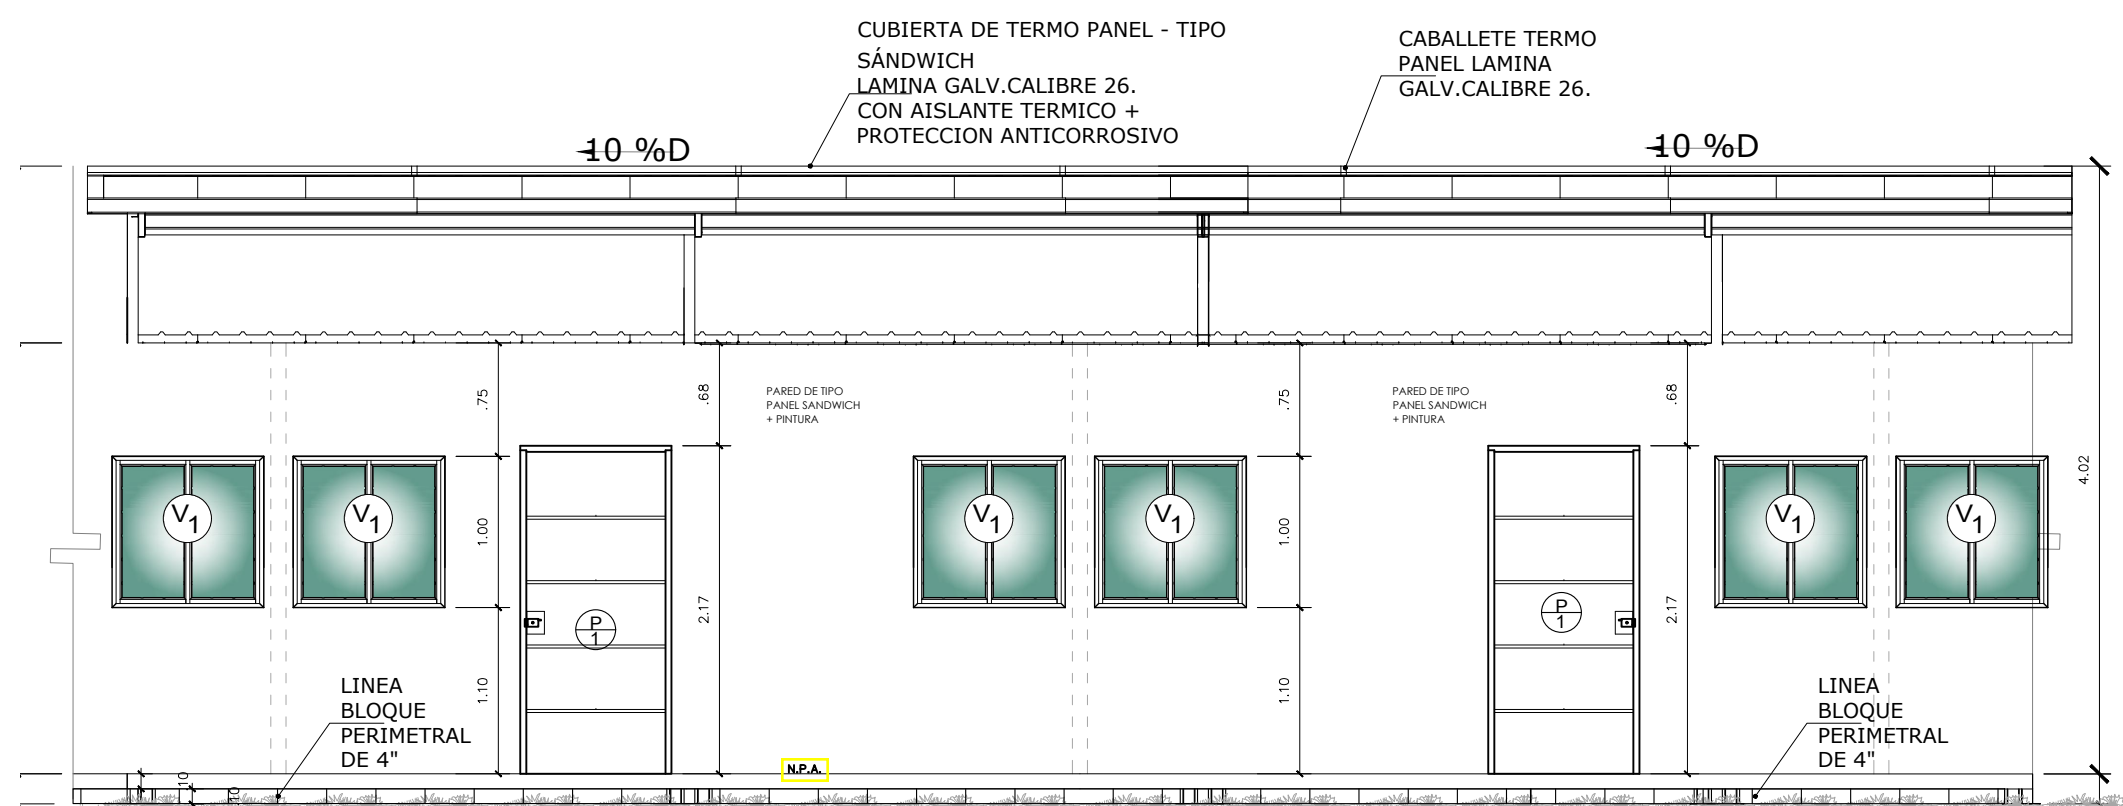 CUBIERTA DE TERMO PANEL - TIPO
SÁNDWICH
LAMINA GALV.CALIBRE 26.
CON AISLANTE TERMICO +
PROTECCION ANTICORROSIVO
CABALLETE TERMO
PANEL LAMINA
GALV.CALIBRE 26.
10 %D
10 %D
.75
.68
PARED DE TIPO
PANEL SANDWICH
+ PINTURA
.75
PARED DE TIPO
PANEL SANDWICH
+ PINTURA
.68
4.02
V1
V1
1.00
V1
V1
1.00
V1
V1
P
1
2.17
P
1
2.17
1.10
1.10
LINEA
BLOQUE
PERIMETRAL
DE 4"
LINEA
BLOQUE
PERIMETRAL
DE 4"
N.P.A.
.10
.10